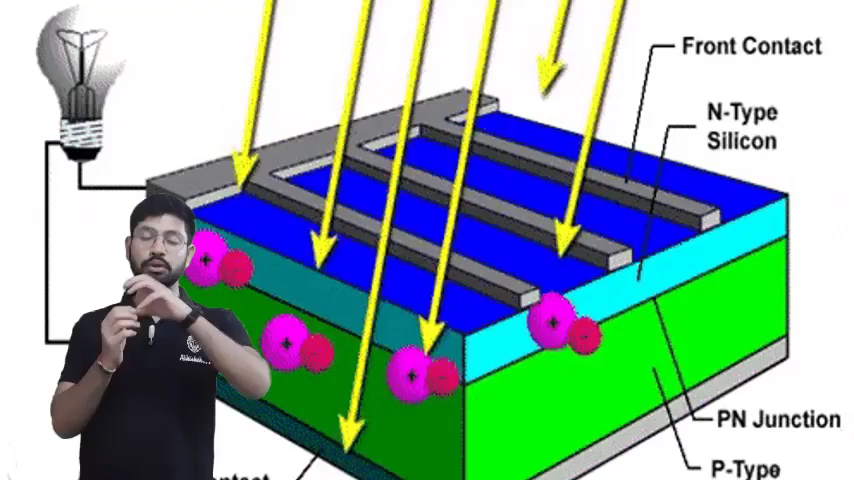 Front Contact
N-Type
Silicon
PN Junction
P-Type